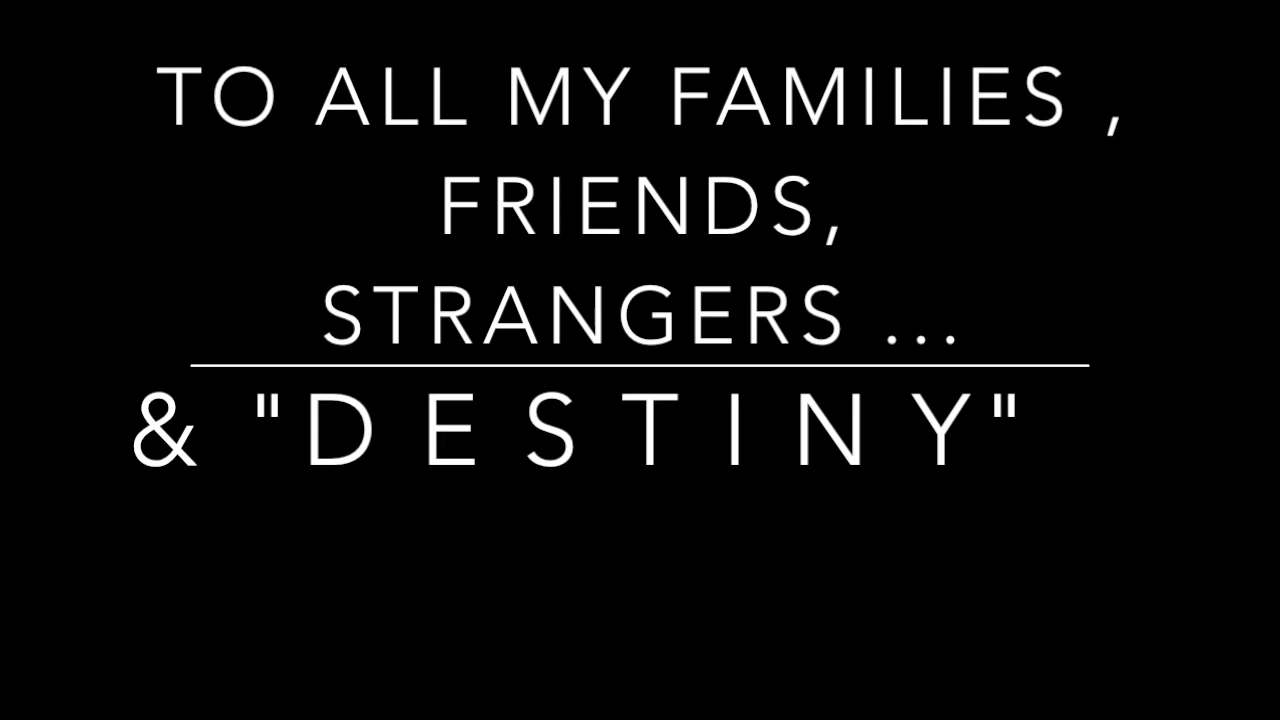 TO ALL MY FAMILIES ,
FRIENDS,
STRANGERS ...
& "D E S T I N Y"